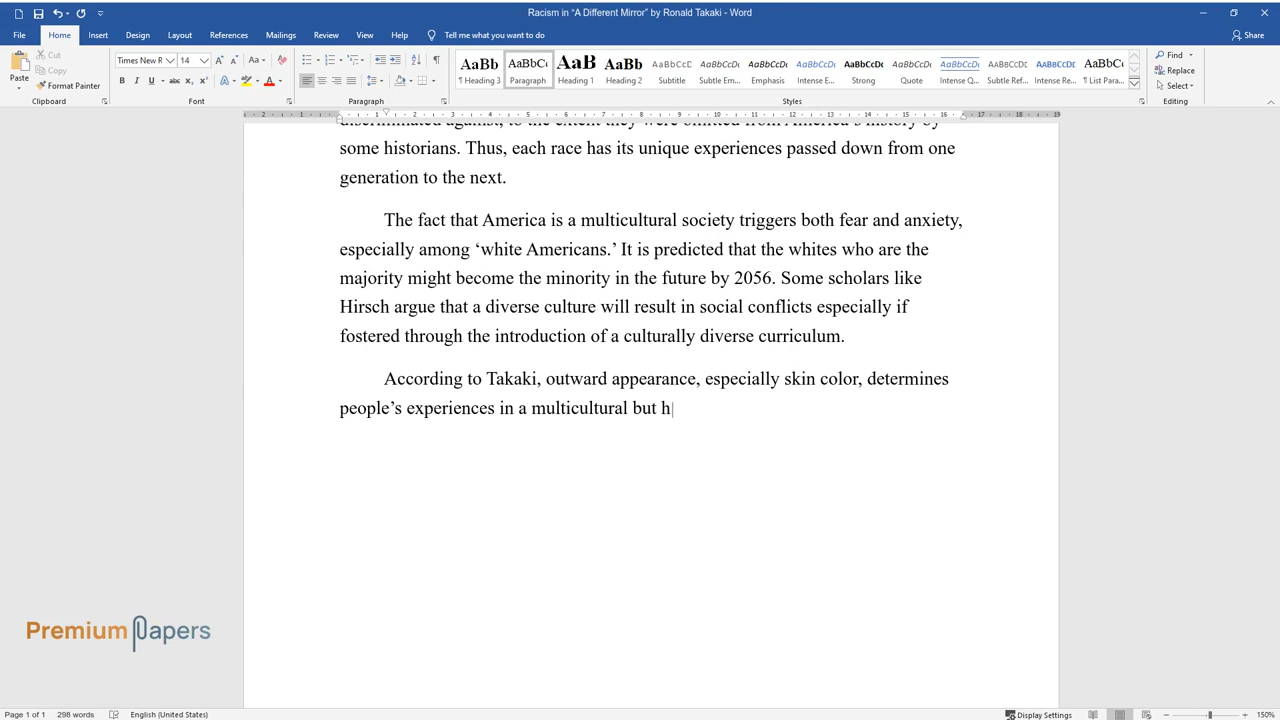 Racism in “A Different Mirror” by Ronald Takaki - Word
File Home Insert Design Layout References Mailings Review View Help Tell me what you want to do Share
Paste Cut Copy Format Painter Clipboard
Times New R 14 Font
Paragraph
AaBb AaBbCc AaB AaBb AaBbCcD AaBbCcDc AaBbCcDc AaBbCcDc AaBbCcDc AaBbCcDc AaBbCcDc AaBbCcDc AaBbCcDc AaBbCc
¶ Heading 3 Paragraph Heading 1 Heading 2 Subtitle Subtle Em... Emphasis Intense E... Strong Quote Intense Q... Subtle Ref... Intense Re... ¶ List Para...
Styles
Find Replace Select Editing
discriminated against, to the extent they were omitted from America’s history by
some historians. Thus, each race has its unique experiences passed down from one
generation to the next.
The fact that America is a multicultural society triggers both fear and anxiety,
especially among ‘white Americans.’ It is predicted that the whites who are the
majority might become the minority in the future by 2056. Some scholars like
Hirsch argue that a diverse culture will result in social conflicts especially if
fostered through the introduction of a culturally diverse curriculum.
According to Takaki, outward appearance, especially skin color, determines
people’s experiences in a multicultural but h
Premium Papers
Page 1 of 1 298 words English (United States) Display Settings 150%